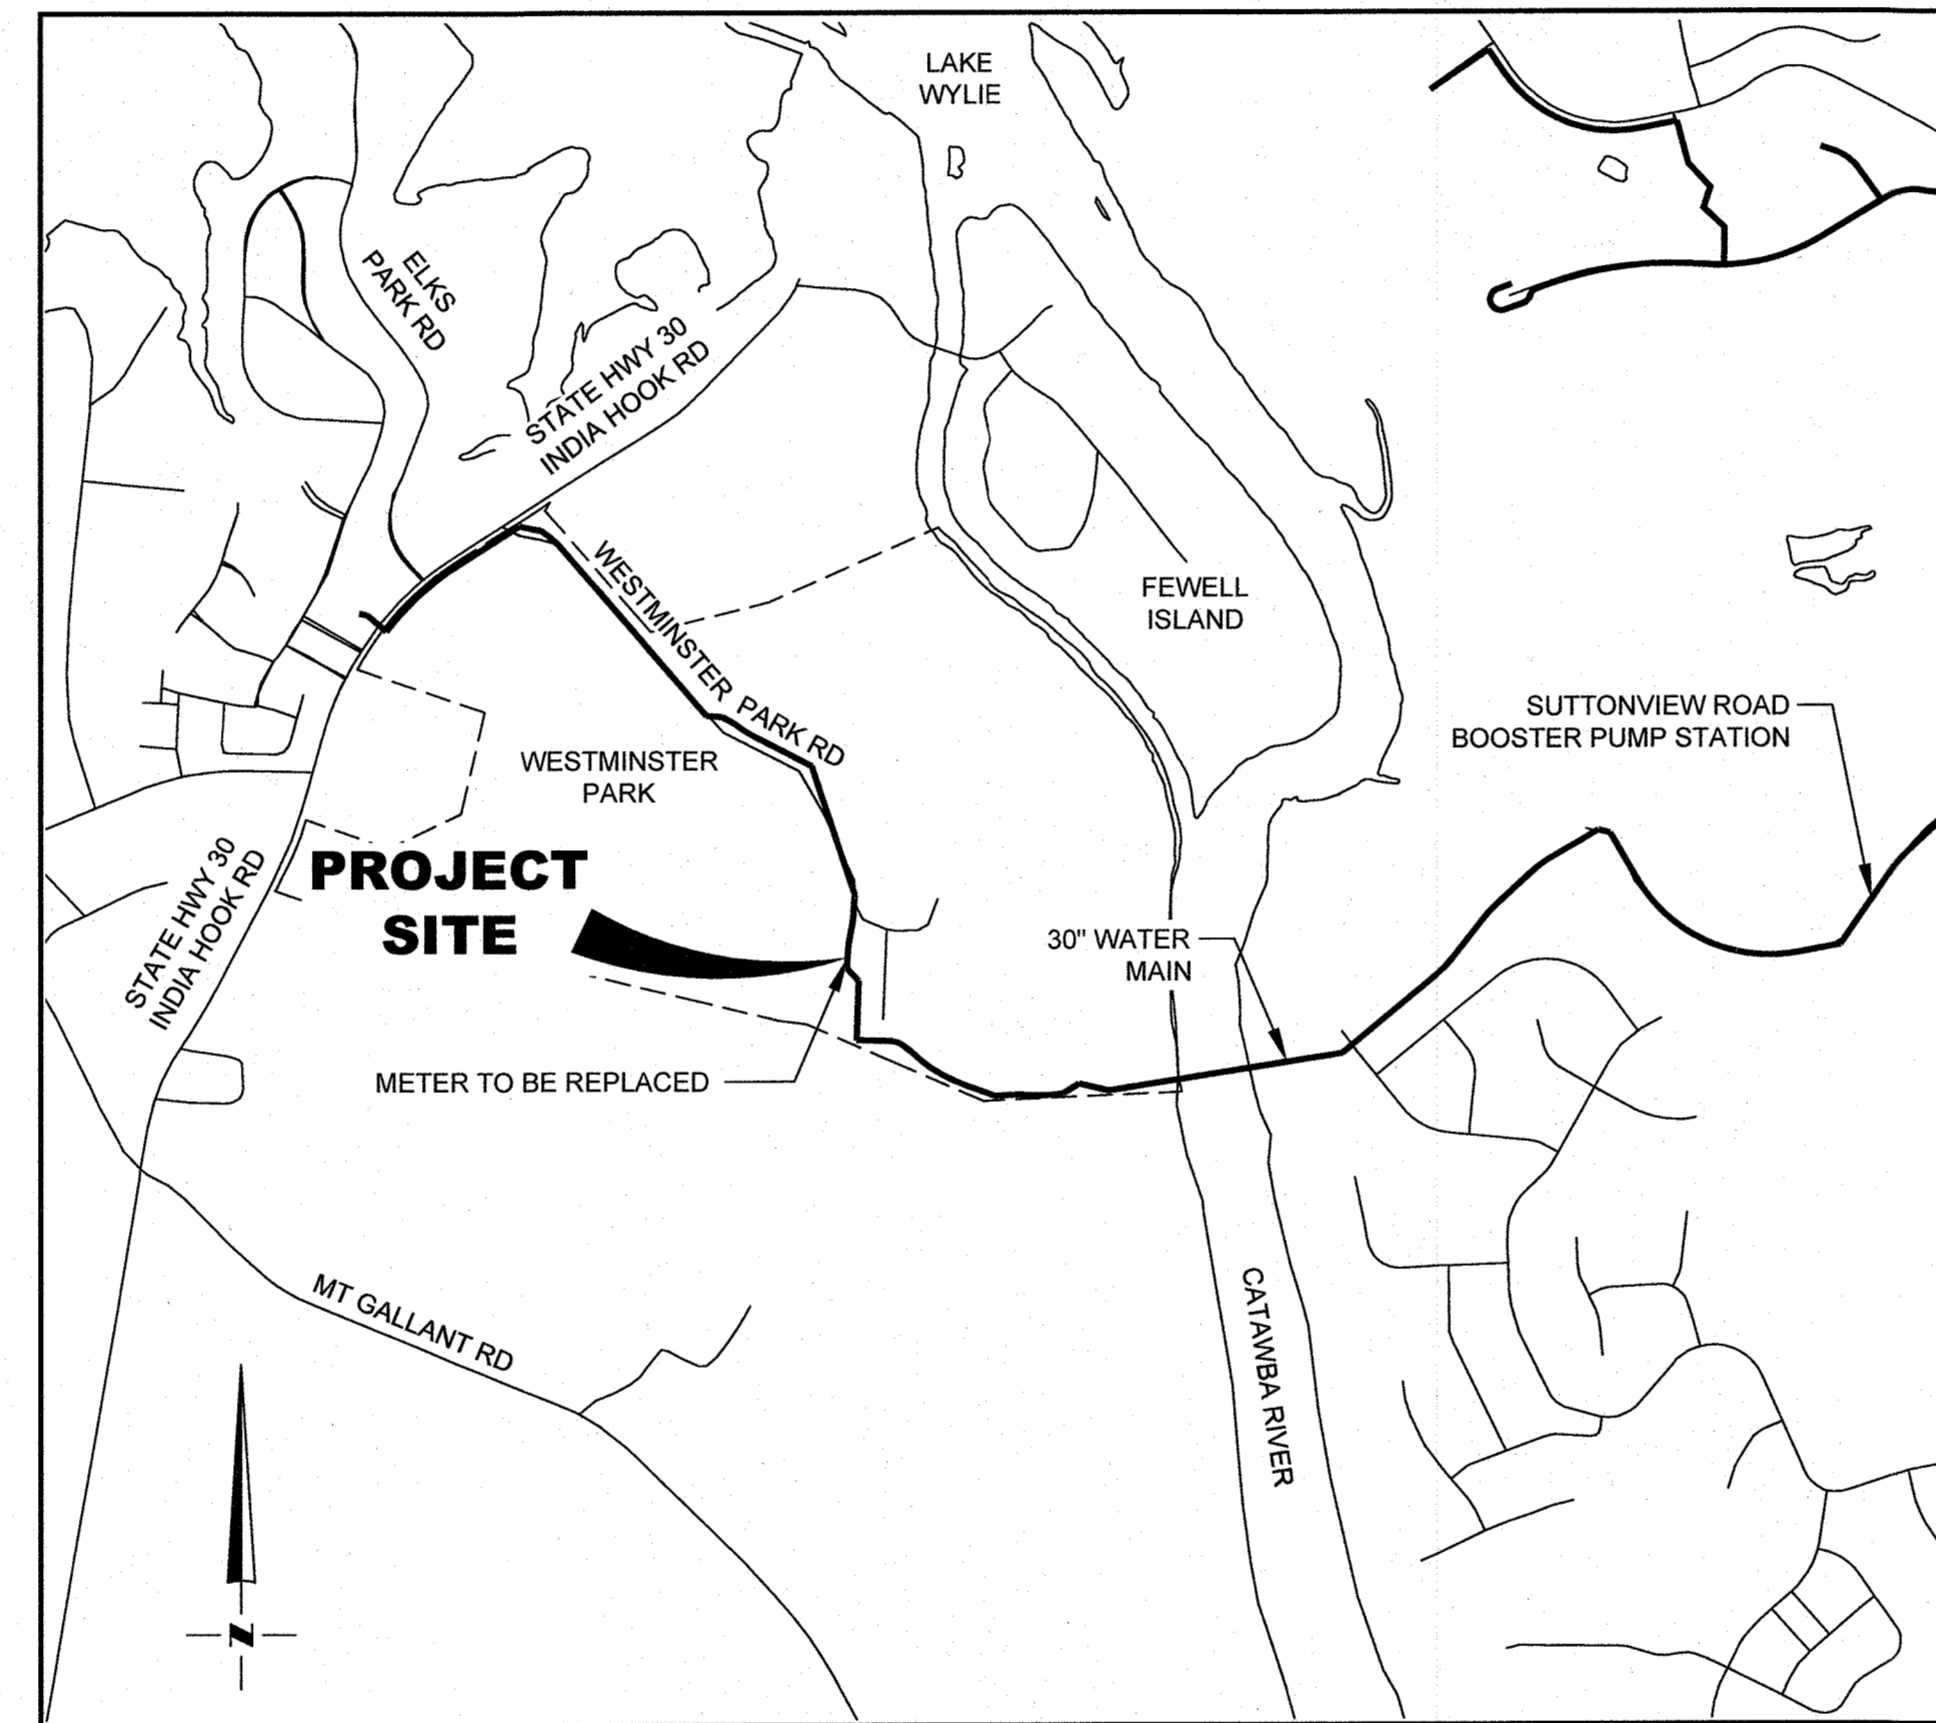 LAKE
WYLIE
ELKS
PARK RD
STATE HWY 30
INDIA HOOK RD
WESTMINSTER PARK RD
FEWELL
ISLAND
SUTTONVIEW ROAD
BOOSTER PUMP STATION
WESTMINSTER
PARK
PROJECT
SITE
STATE HWY 30
INDIA HOOK RD
30" WATER
MAIN
METER TO BE REPLACED
MT GALLANT RD
CATAWBA RIVER
N